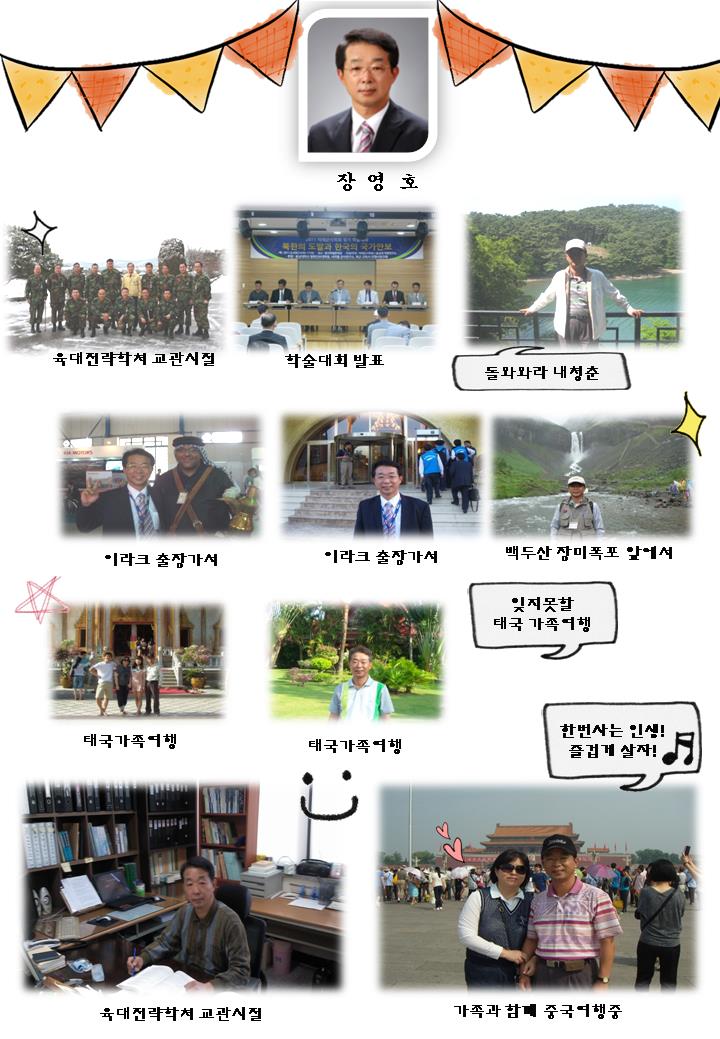 장 영 호
육대전략학처 교관시절
북한의 도발과 한국의 국가안보
학술대회 발표
돌와와라 내청춘
KIA MOTORS
이라크 출장가서
이라크 출장가서
백두산 장미폭포 앞에서
잊지못할
태국 가족여행
태국가족여행
태국가족여행
한번사는 인생!
즐겁게 살자!
육대전략학처 교관시절
가족과 함께 중국여행중